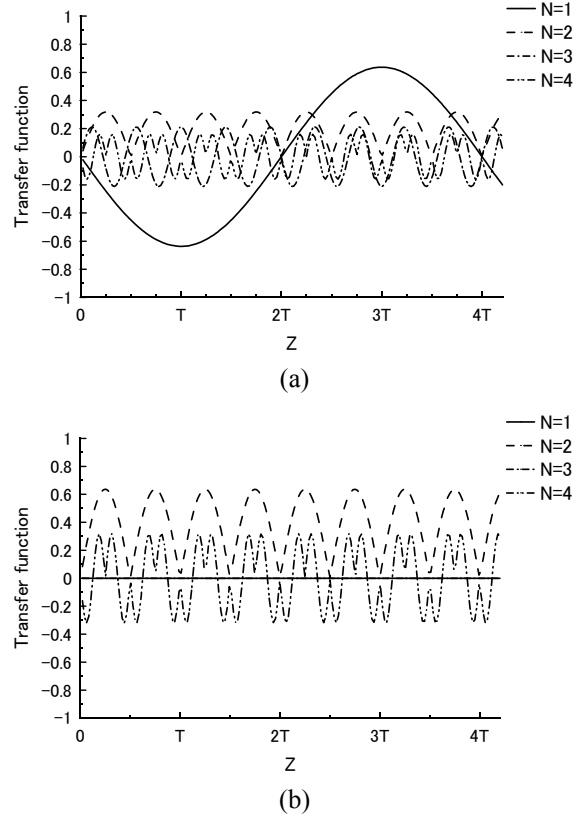 N=1
N=2
N=3
N=4
1
0.8
0.6
0.4
0.2
0
−0.2
−0.4
−0.6
−0.8
−1
Transfer function
0 T 2T 3T 4T
Z
(a)
N=1
N=2
N=3
N=4
1
0.8
0.6
0.4
0.2
0
−0.2
−0.4
−0.6
−0.8
−1
Transfer function
0 T 2T 3T 4T
Z
(b)